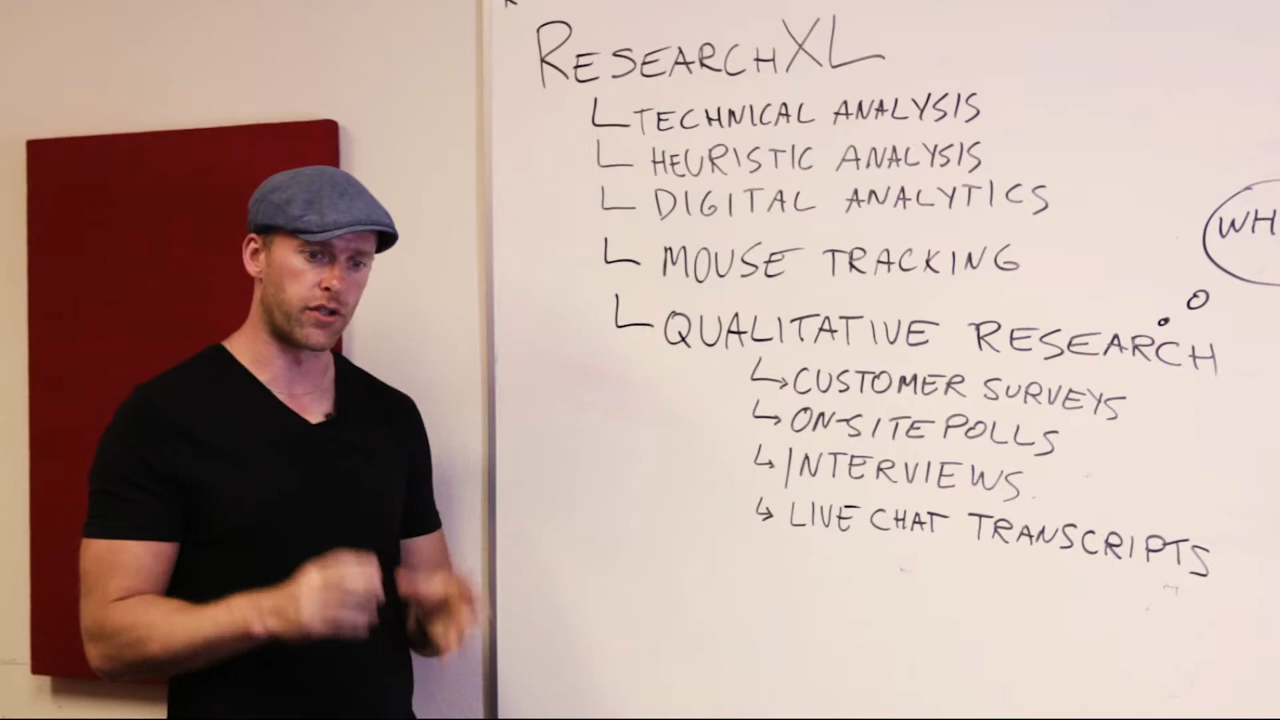 RESEARCHXL
TECHNICAL ANALYSIS
HEURISTIC ANALYSIS
DIGITAL ANALYTICS
WH
MOUSE TRACKING
QUALITATIVE RESEARCH
CUSTOMER SURVEYS
ON-SITE POLLS
INTERVIEWS
LIVE CHAT TRANSCRIPTS